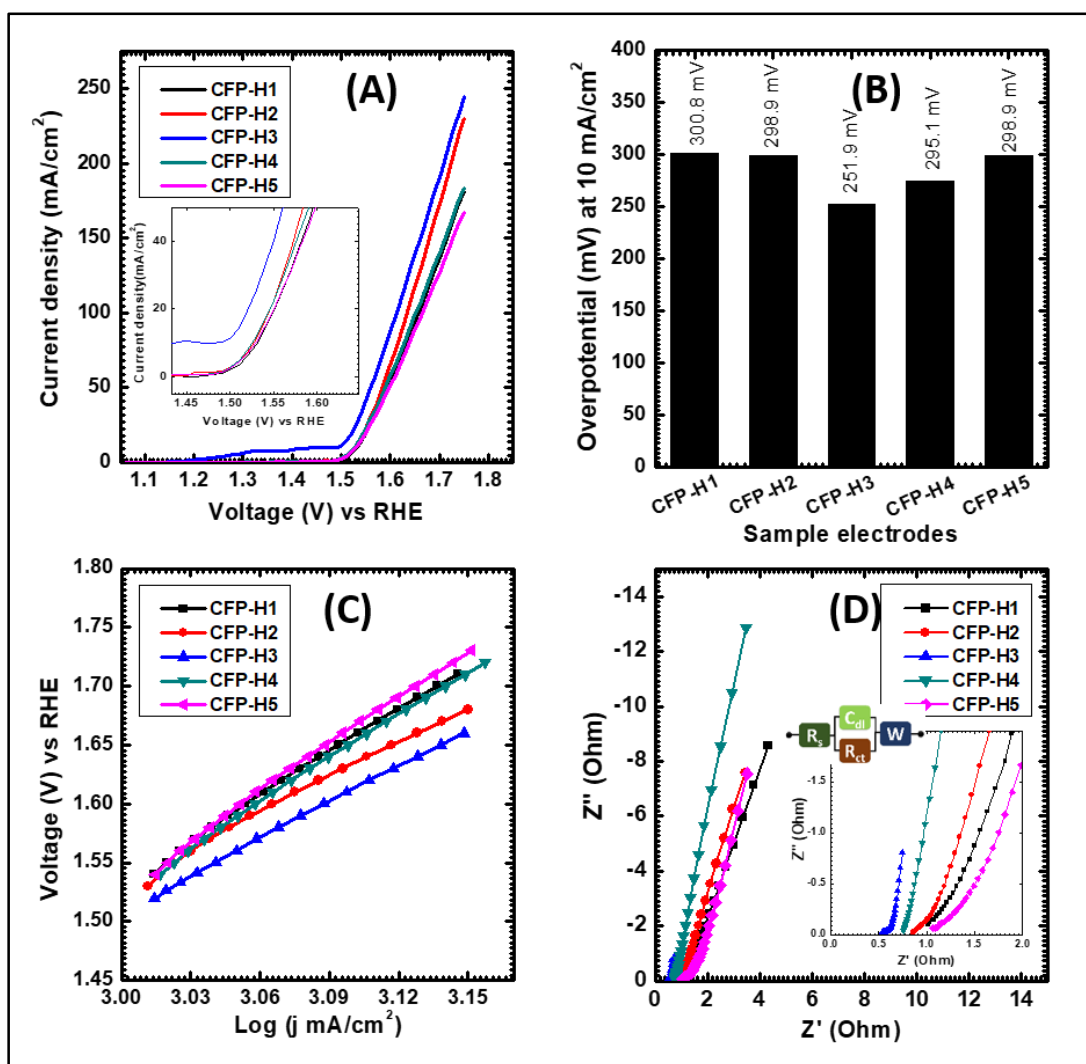 (A)
CFP-H1
CFP-H2
CFP-H3
CFP-H4
CFP-H5
Current density (mA/cm²)
250
200
150
100
50
0
1.1 1.2 1.3 1.4 1.5 1.6 1.7 1.8
Voltage (V) vs RHE
Current density(mA/cm²)
40
20
0
1.45 1.50 1.55 1.60
Voltage (V) vs RHE
(B)
Overpotential (mV) at 10 mA/cm²
400
350
300
250
200
150
100
50
0
300.8 mV
298.9 mV
251.9 mV
295.1 mV
298.9 mV
CFP-H1
CFP-H2
CFP-H3
CFP-H4
CFP-H5
Sample electrodes
(C)
CFP-H1
CFP-H2
CFP-H3
CFP-H4
CFP-H5
Voltage (V) vs RHE
1.80
1.75
1.70
1.65
1.60
1.55
1.50
1.45
3.00 3.03 3.06 3.09 3.12 3.15
Log (j mA/cm²)
(D)
CFP-H1
CFP-H2
CFP-H3
CFP-H4
CFP-H5
Z'' (Ohm)
-14
-12
-10
-8
-6
-4
-2
0
0 2 4 6 8 10 12 14
Z' (Ohm)
Rs
Cdl
Rct
W
Z'' (Ohm)
-1.5
-1.0
-0.5
0.0
0.0 0.5 1.0 1.5 2.0
Z' (Ohm)